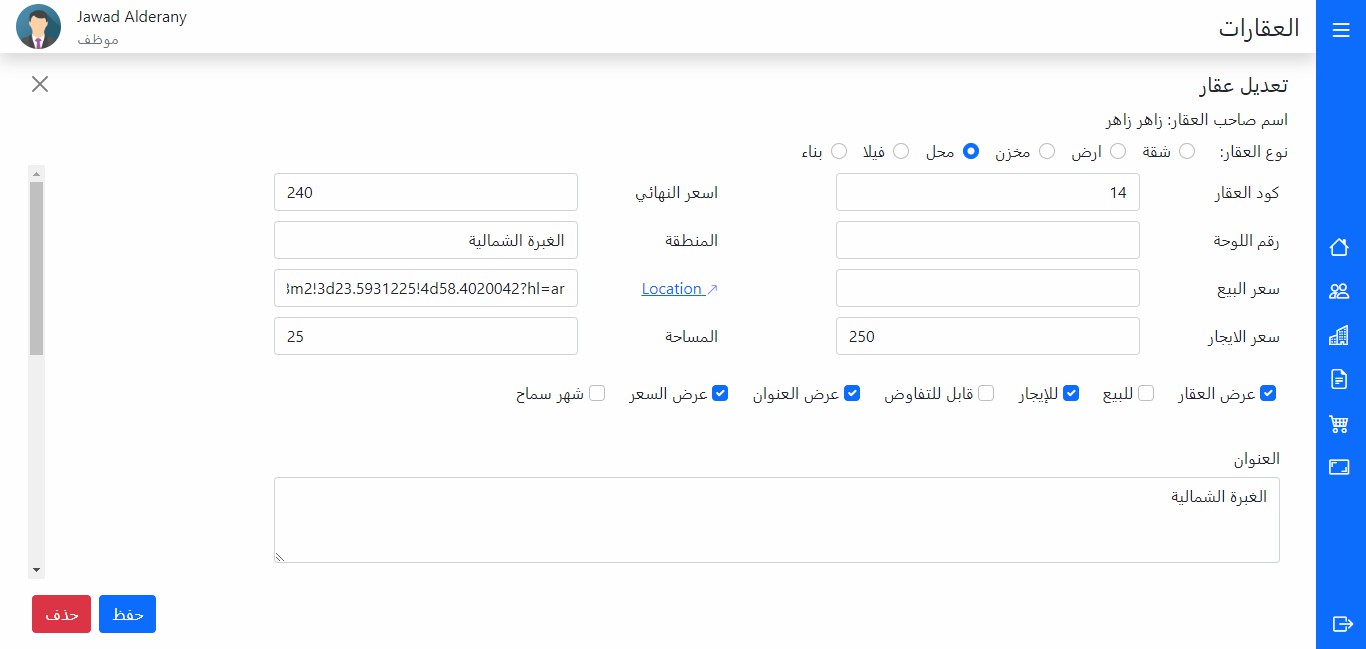 العقارات
Jawad Alderany
موظف
تعديل عقار
اسم صاحب العقار: زاهر زاهر
نوع العقار: شقة ارض مخزن محل فيلا بناء
كود العقار 14 اسعر النهائي 240
رقم اللوحة المنطقة الغبرة الشمالية
سعر البيع Location 3m2!3d23.5931225!4d58.4020042?hl=ar
سعر الايجار 250 المساحة 25
عرض العقار للبيع للإيجار قابل للتفاوض عرض العنوان عرض السعر شهر سماح
العنوان
الغبرة الشمالية
حفظ حذف